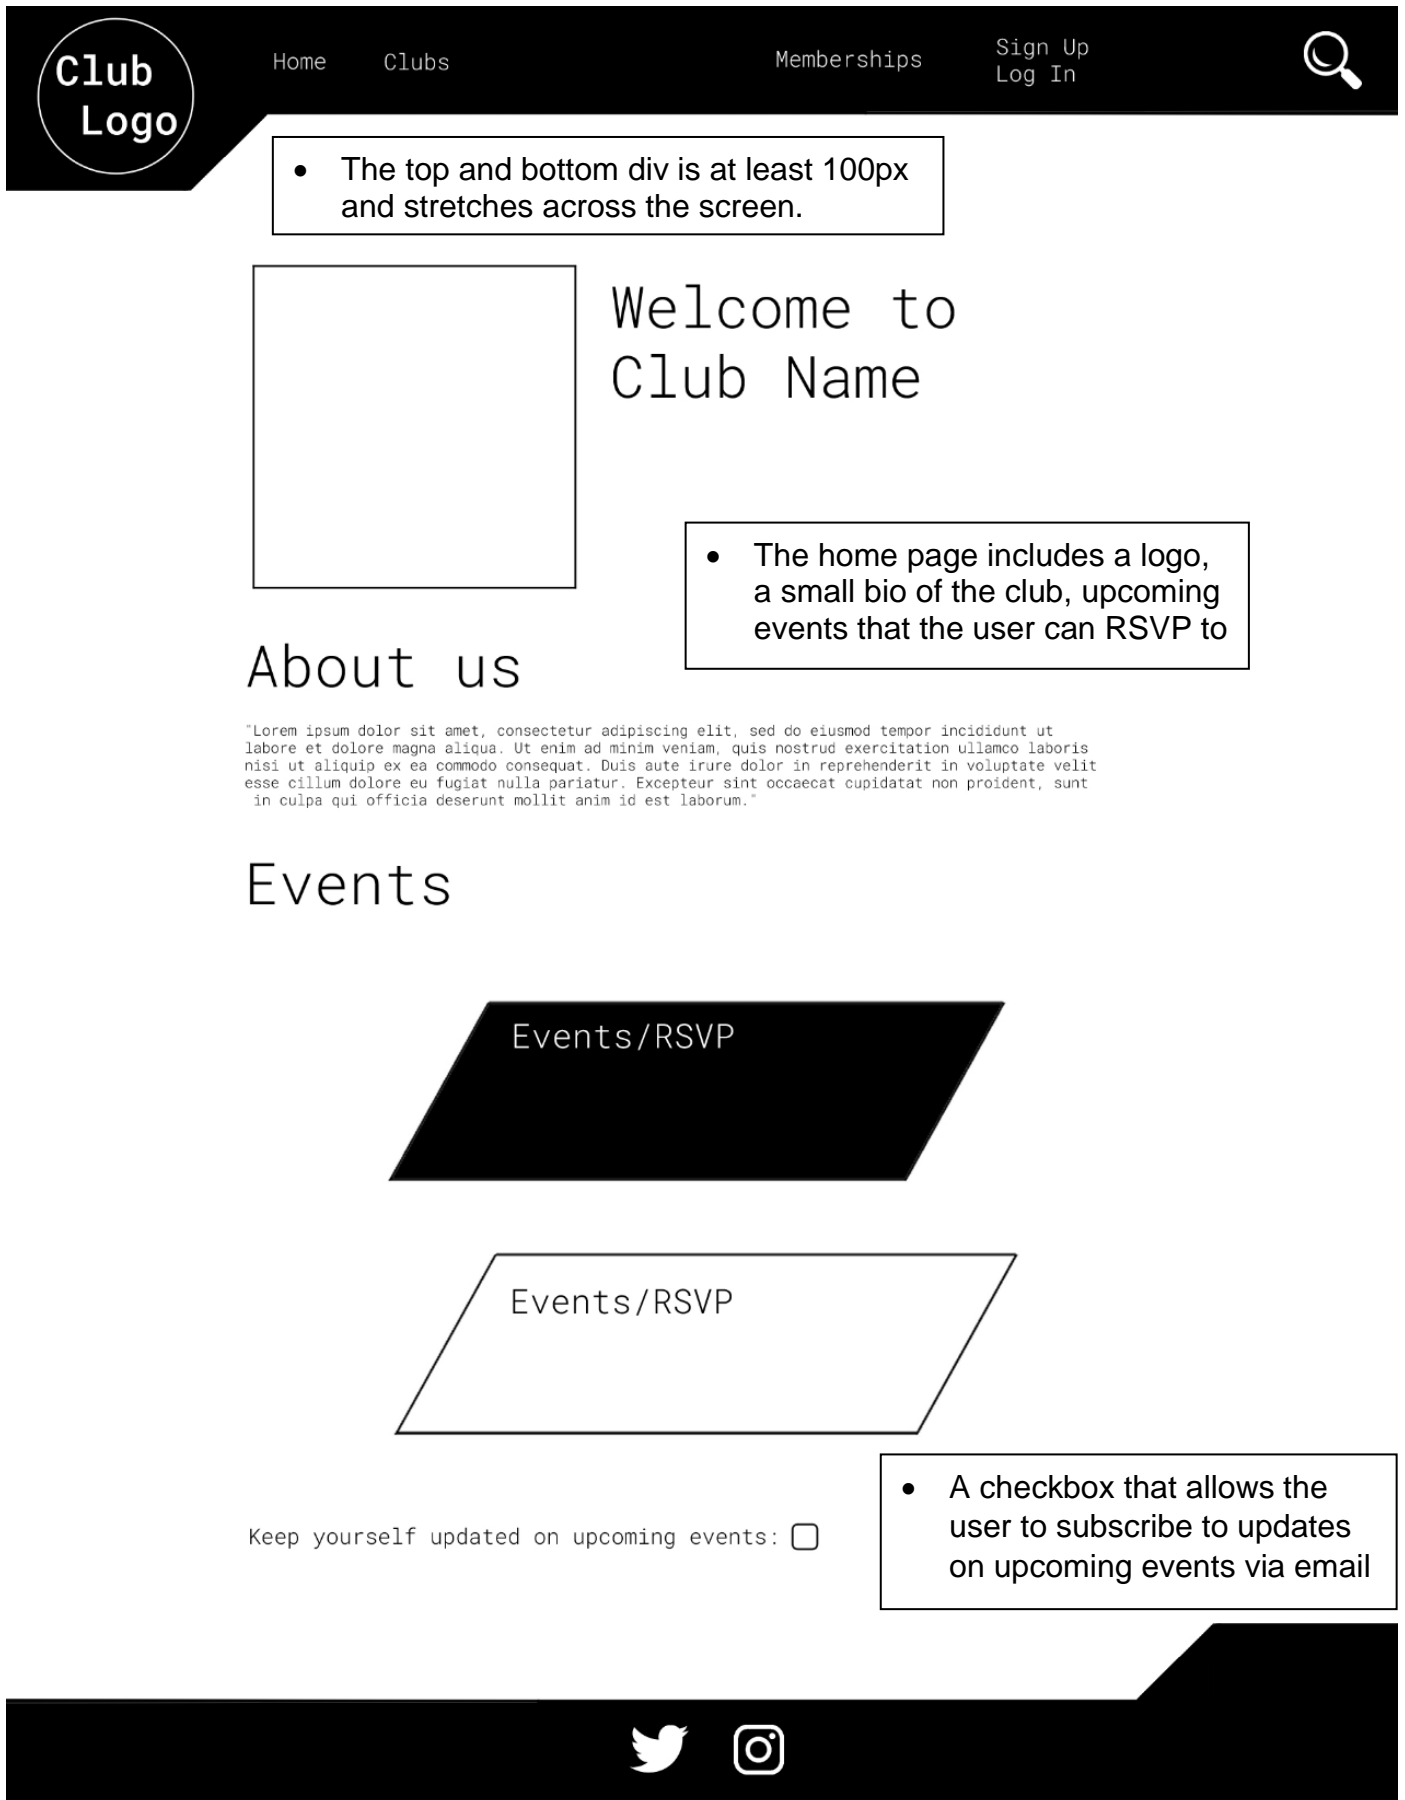 Club
Logo
Home
Clubs
Memberships
Sign Up
Log In
• The top and bottom div is at least 100px
and stretches across the screen.
Welcome to
Club Name
• The home page includes a logo,
a small bio of the club, upcoming
events that the user can RSVP to
About us
"Lorem ipsum dolor sit amet, consectetur adipiscing elit, sed do eiusmod tempor incididunt ut
labore et dolore magna aliqua. Ut enim ad minim veniam, quis nostrud exercitation ullamco laboris
nisi ut aliquip ex ea commodo consequat. Duis aute irure dolor in reprehenderit in voluptate velit
esse cillum dolore eu fugiat nulla pariatur. Excepteur sint occaecat cupidatat non proident, sunt
in culpa qui officia deserunt mollit anim id est laborum."
Events
Events/RSVP
Events/RSVP
• A checkbox that allows the
user to subscribe to updates
on upcoming events via email
Keep yourself updated on upcoming events: